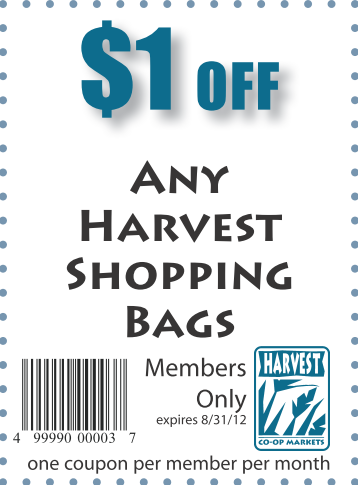 $1 OFF
ANY
HARVEST
SHOPPING
BAGS
Members
Only
expires 8/31/12
HARVEST
CO-OP MARKETS
4 99990 00003 7
one coupon per member per month